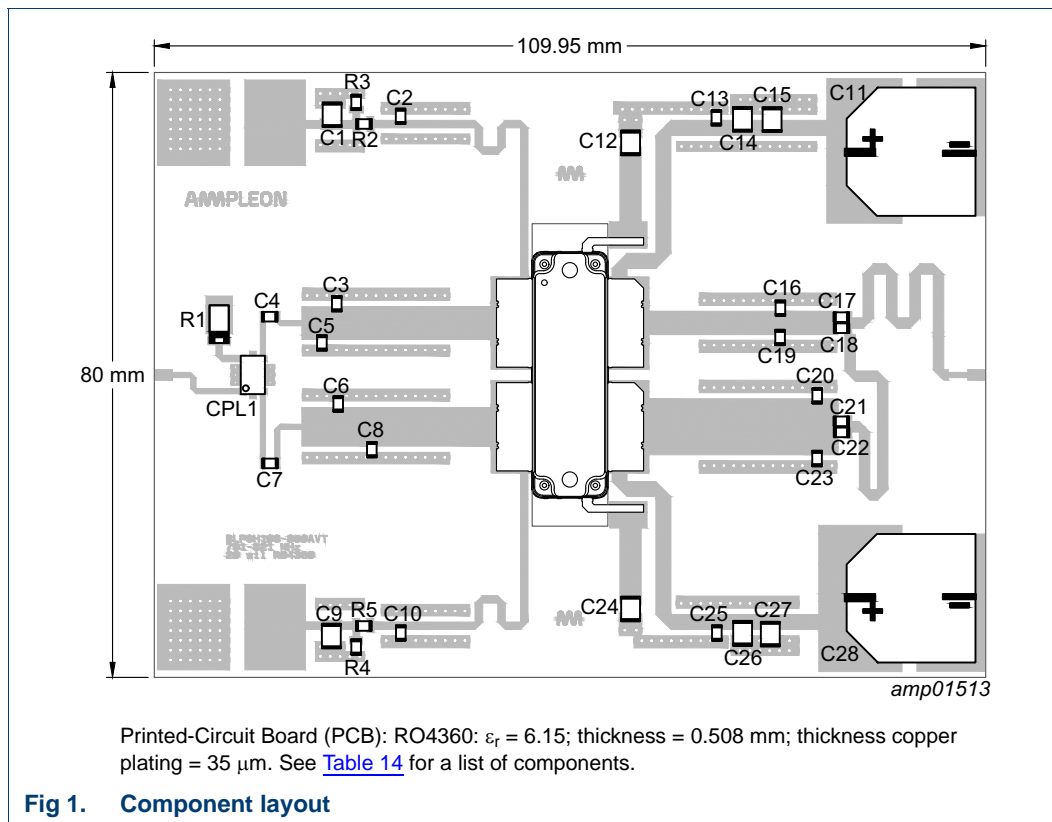 109.95 mm
R3
C2
C1
R2
C13
C15
C11
C12
C14
+
AMPLEON
C3
C4
C16
C17
R1
C5
C19
C18
80 mm
C6
C20
CPL1
C21
C8
C22
C7
C23
C24
C9
R5
C10
C25
C27
+
R4
C26
C28
amp01513
Printed-Circuit Board (PCB): RO4360: εr = 6.15; thickness = 0.508 mm; thickness copper
plating = 35 μm. See Table 14 for a list of components.
Fig 1. Component layout